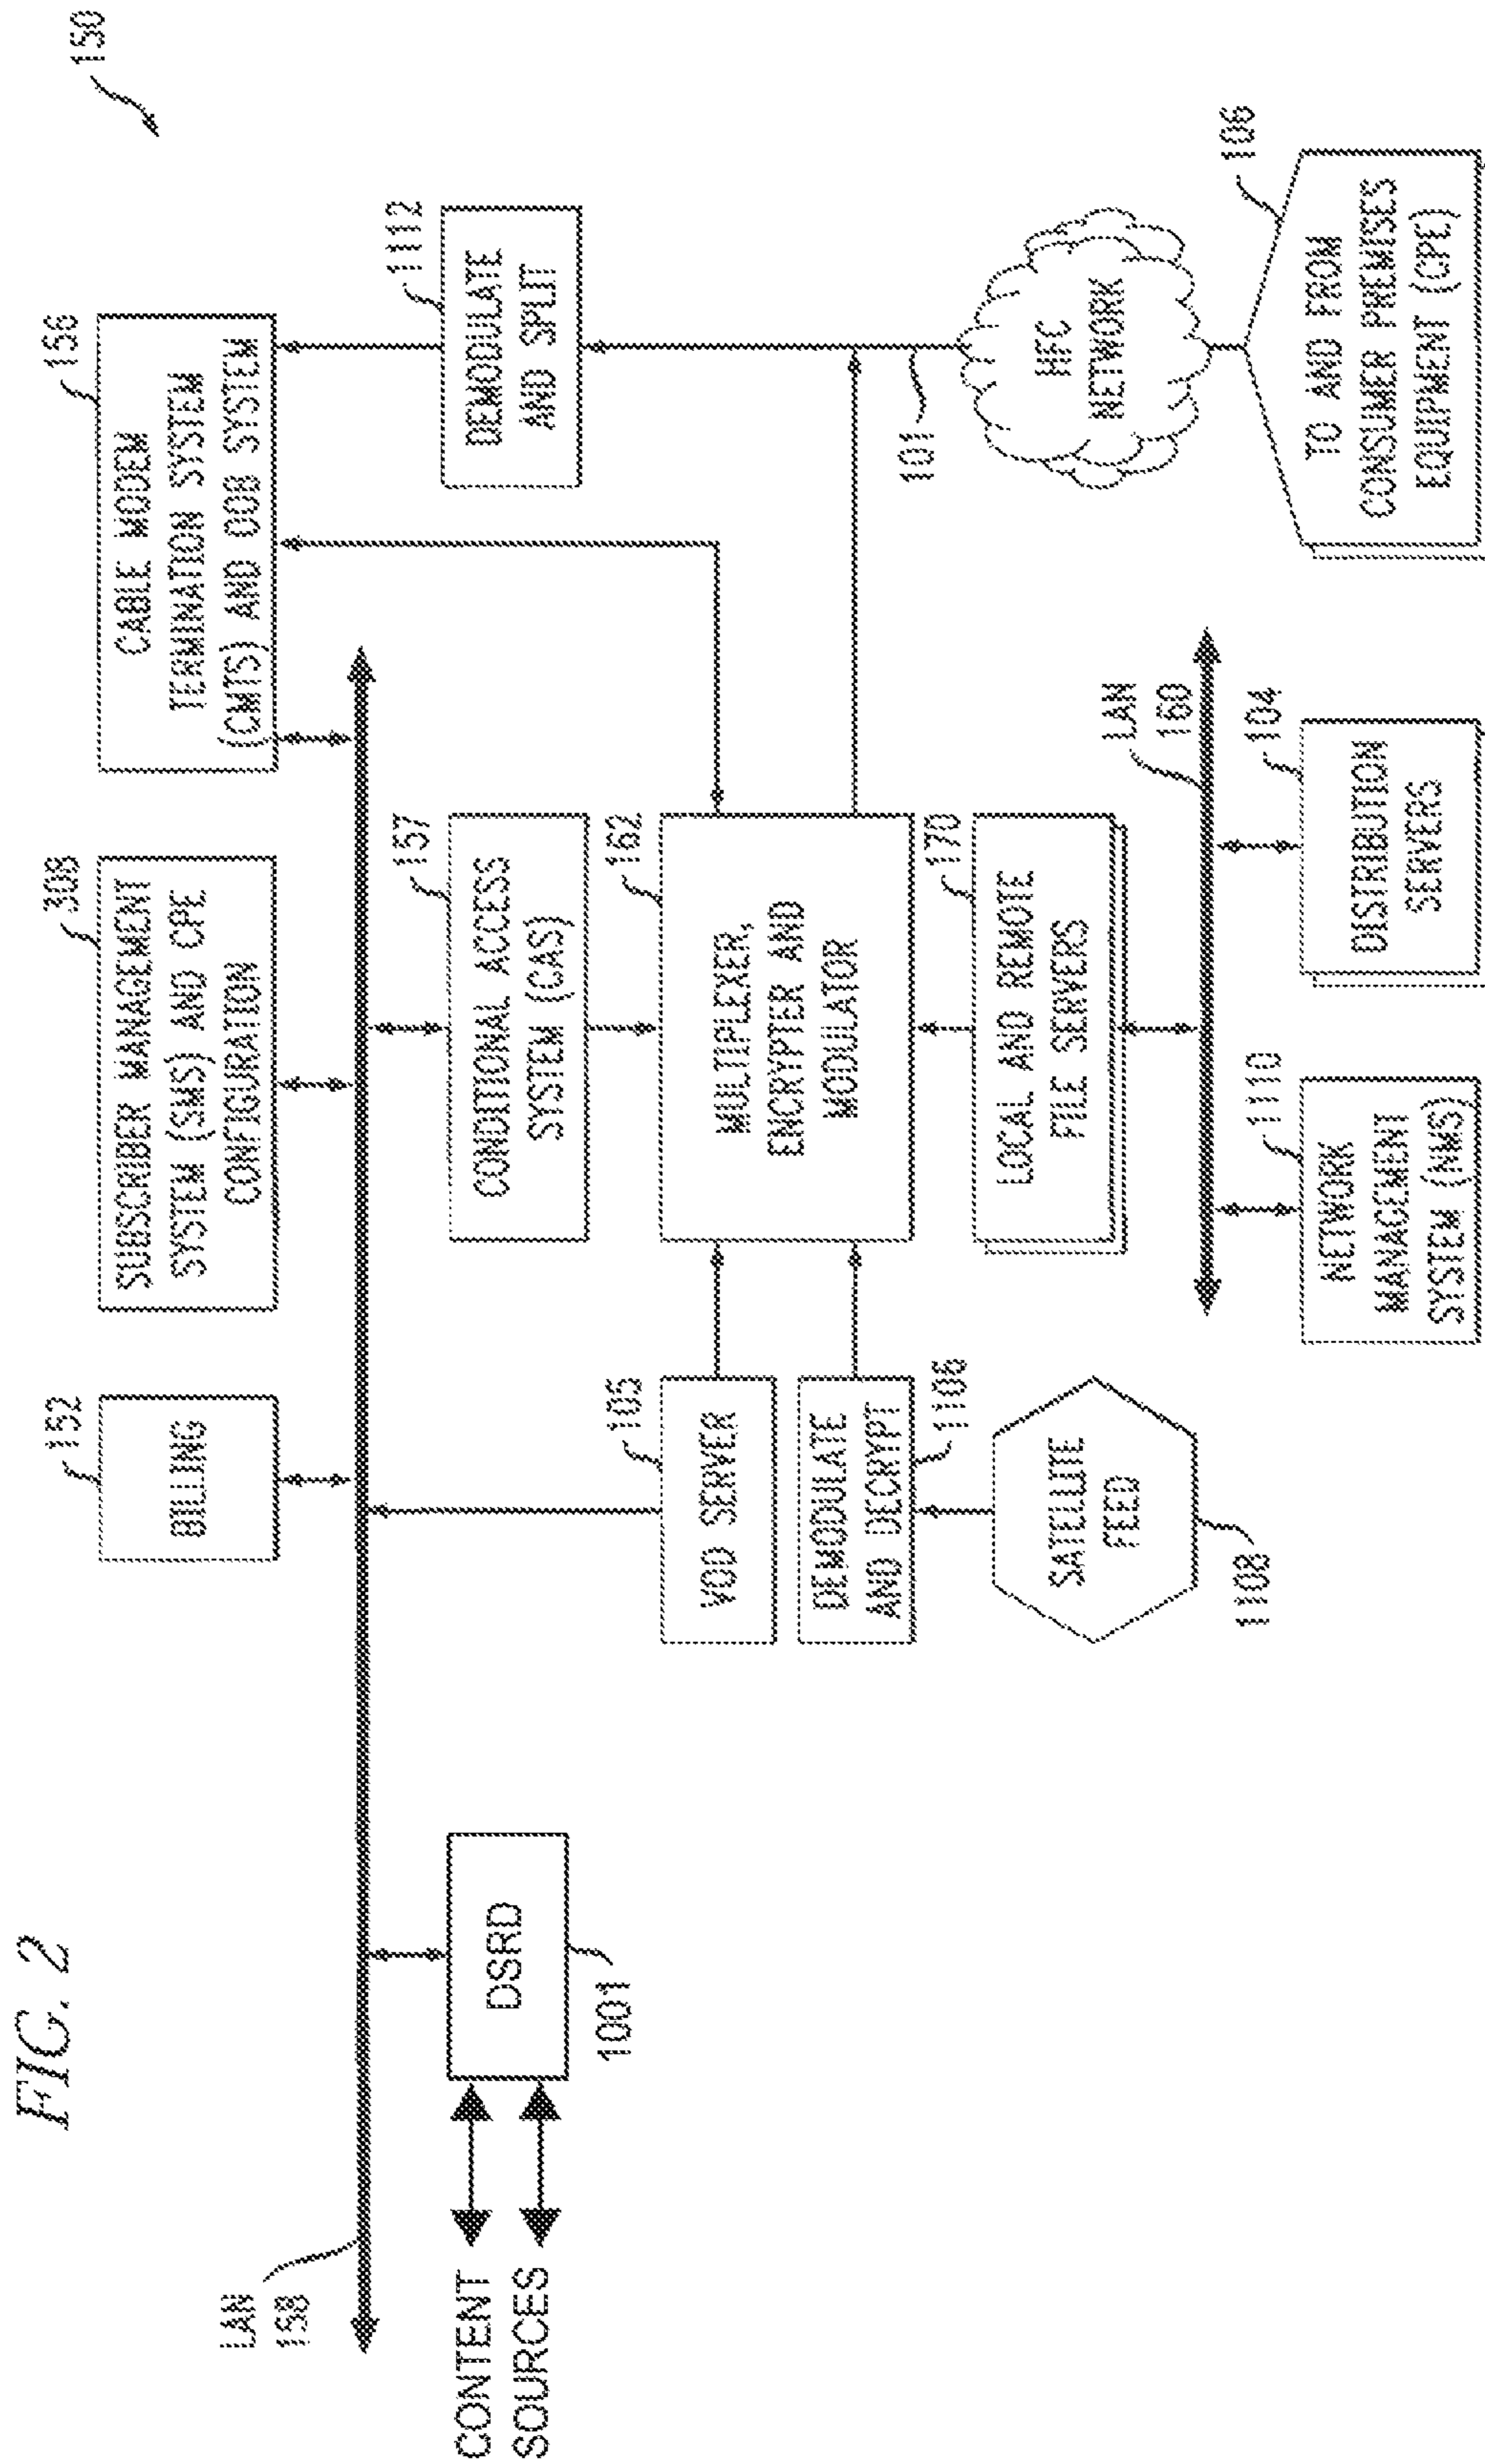 FIG. 2
150
152
BILLING
308
SUBSCRIBER MANAGEMENT
SYSTEM (SMS) AND CPE
CONFIGURATION
156
CABLE MODEM
TERMINATION SYSTEM
(CMTS) AND OOB SYSTEM
LAN
158
CONTENT
SOURCES
DSRD
1001
157
CONDITIONAL ACCESS
SYSTEM (CAS)
1112
DEMODULATE
AND SPLIT
105
VOD SERVER
162
MULTIPLEXER,
ENCRYPTER AND
MODULATOR
DEMODULATE
AND DECRYPT
1106
101
SATELLITE
FEED
1108
170
LOCAL AND REMOTE
FILE SERVERS
HFC
NETWORK
LAN
160
1110
NETWORK
MANAGEMENT
SYSTEM (NMS)
104
DISTRIBUTION
SERVERS
106
TO AND FROM
CONSUMER PREMISES
EQUIPMENT (CPE)